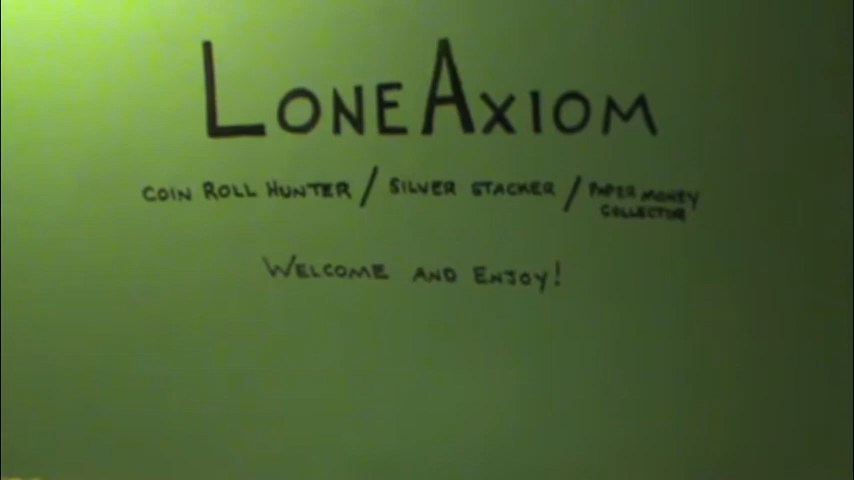 LONEAXIOM
COIN ROLL HUNTER / SILVER STACKER / PAPER MONEY
COLLECTOR
WELCOME AND ENJOY!